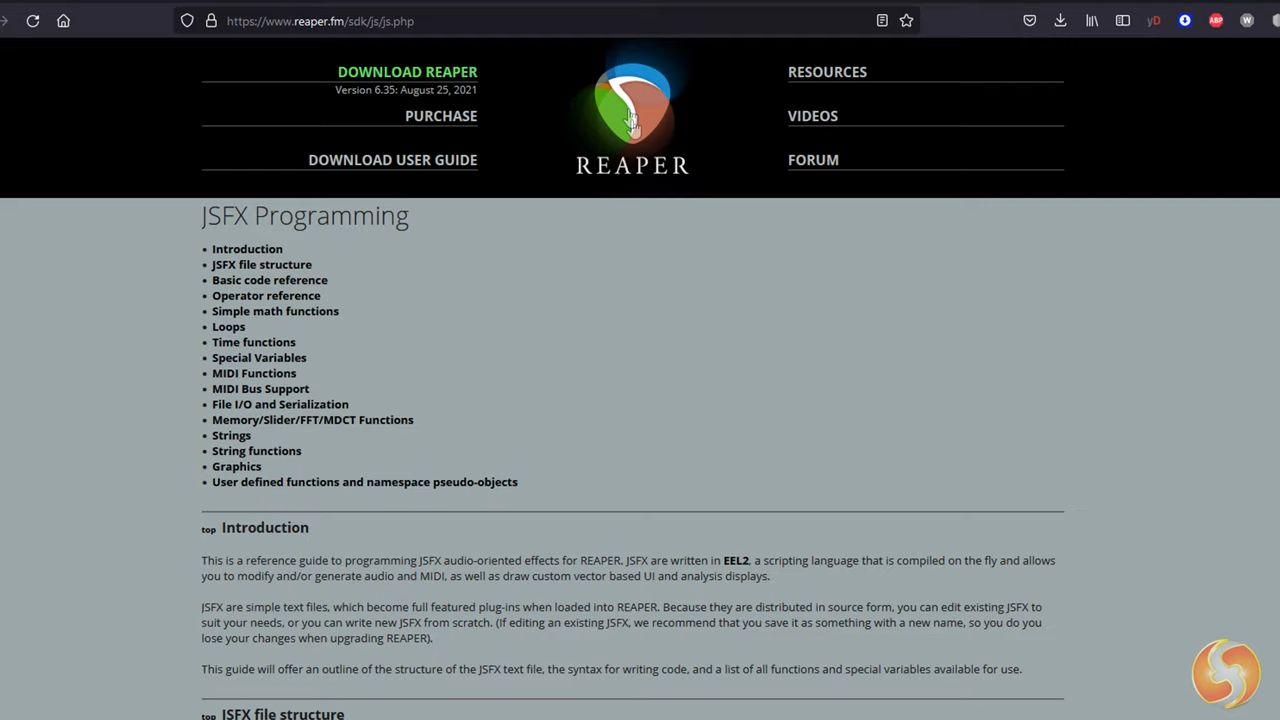 https://www.reaper.fm/sdk/js/js.php
yD
ABP
W
DOWNLOAD REAPER
Version 6.35: August 25, 2021
PURCHASE
DOWNLOAD USER GUIDE
REAPER
RESOURCES
VIDEOS
FORUM
JSFX Programming
• Introduction
• JSFX file structure
• Basic code reference
• Operator reference
• Simple math functions
• Loops
• Time functions
• Special Variables
• MIDI Functions
• MIDI Bus Support
• File I/O and Serialization
• Memory/Slider/FFT/MDCT Functions
• Strings
• String functions
• Graphics
• User defined functions and namespace pseudo-objects
top Introduction
This is a reference guide to programming JSFX audio-oriented effects for REAPER. JSFX are written in EEL2, a scripting language that is compiled on the fly and allows
you to modify and/or generate audio and MIDI, as well as draw custom vector based UI and analysis displays.
JSFX are simple text files, which become full featured plug-ins when loaded into REAPER. Because they are distributed in source form, you can edit existing JSFX to
suit your needs, or you can write new JSFX from scratch. (If editing an existing JSFX, we recommend that you save it as something with a new name, so you do you
lose your changes when upgrading REAPER).
This guide will offer an outline of the structure of the JSFX text file, the syntax for writing code, and a list of all functions and special variables available for use.
top JSFX file structure